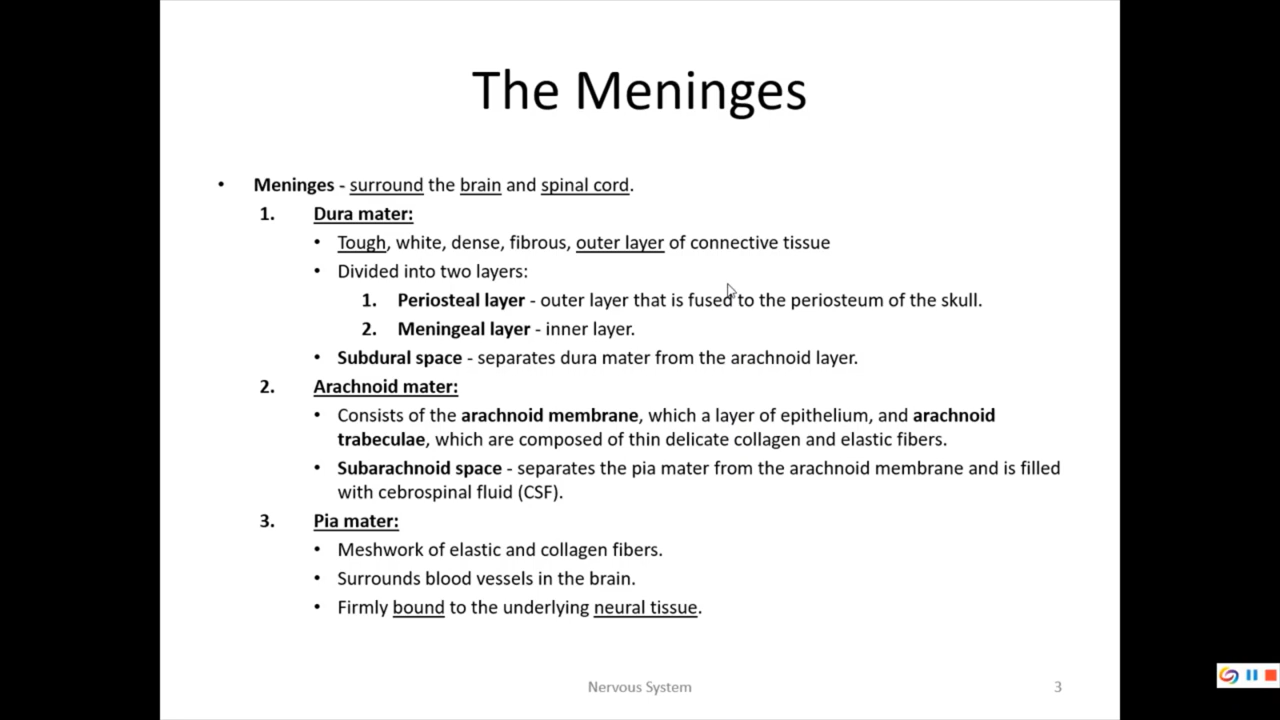 The Meninges
• Meninges - surround the brain and spinal cord.
1. Dura mater:
• Tough, white, dense, fibrous, outer layer of connective tissue
• Divided into two layers:
1. Periosteal layer - outer layer that is fused to the periosteum of the skull.
2. Meningeal layer - inner layer.
• Subdural space - separates dura mater from the arachnoid layer.
2. Arachnoid mater:
• Consists of the arachnoid membrane, which a layer of epithelium, and arachnoid
trabeculae, which are composed of thin delicate collagen and elastic fibers.
• Subarachnoid space - separates the pia mater from the arachnoid membrane and is filled
with cebrospinal fluid (CSF).
3. Pia mater:
• Meshwork of elastic and collagen fibers.
• Surrounds blood vessels in the brain.
• Firmly bound to the underlying neural tissue.
Nervous System
3